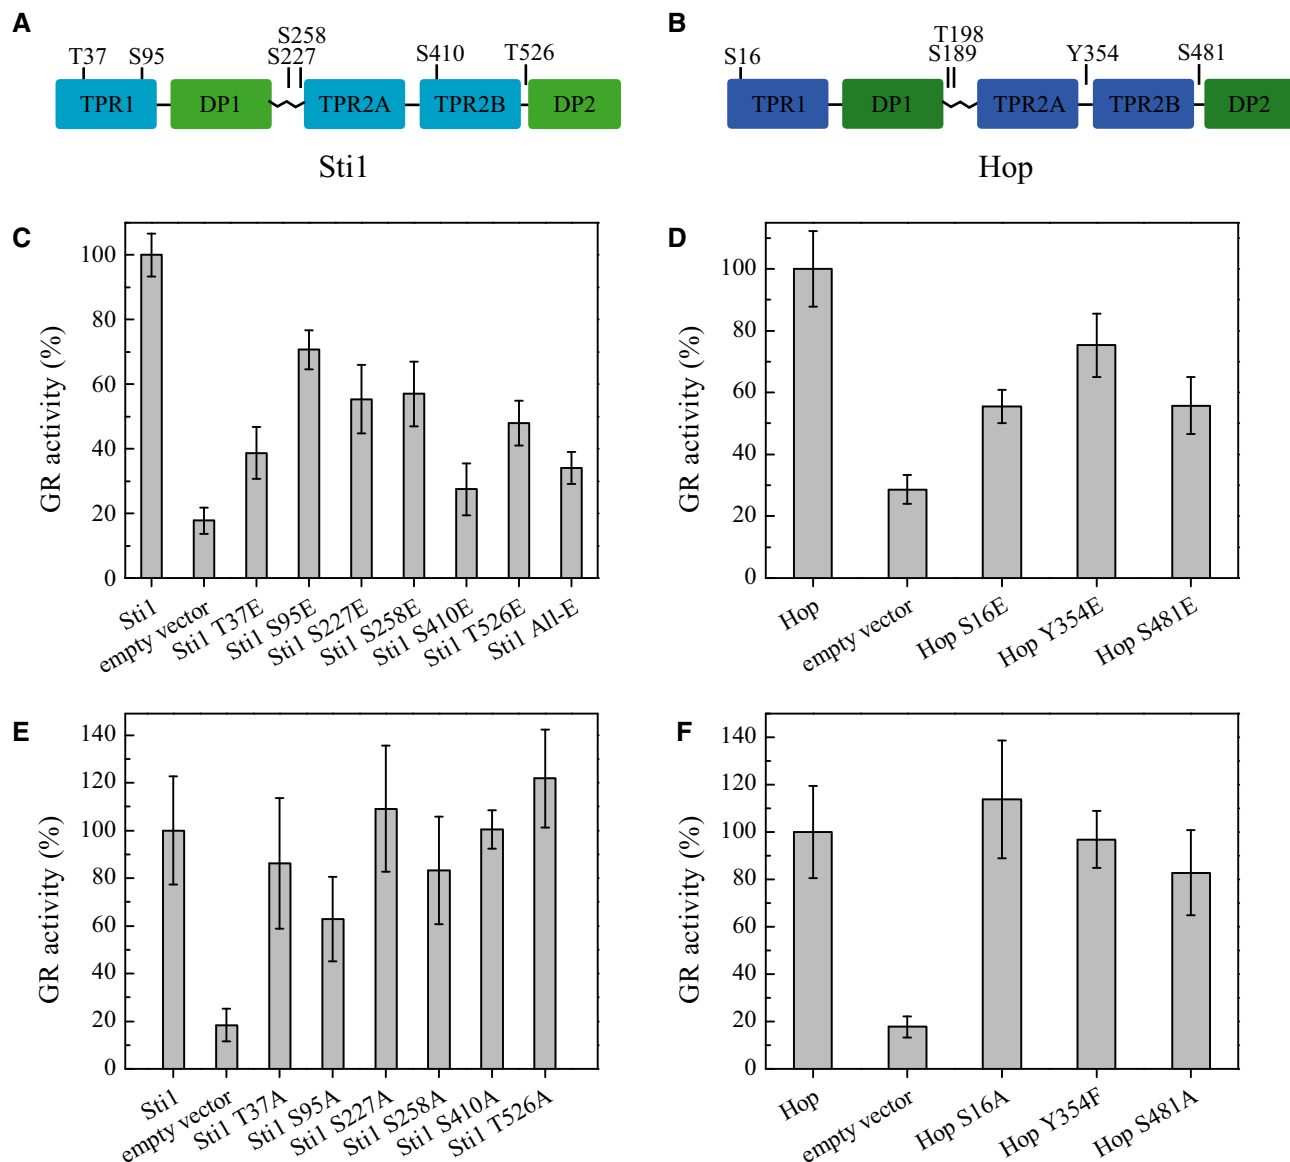 A
T37 S95 S258
S227 S410 T526
TPR1 DP1 TPR2A TPR2B DP2
Sti1
B
S16 T198
S189 Y354 S481
TPR1 DP1 TPR2A TPR2B DP2
Hop
C
GR activity (%)
100
80
60
40
20
0
Sti1
empty vector
Sti1 T37E
Sti1 S95E
Sti1 S227E
Sti1 S258E
Sti1 S410E
Sti1 T526E
Sti1 All-E
D
GR activity (%)
100
80
60
40
20
0
Hop
empty vector
Hop S16E
Hop Y354E
Hop S481E
E
GR activity (%)
140
120
100
80
60
40
20
0
Sti1
empty vector
Sti1 T37A
Sti1 S95A
Sti1 S227A
Sti1 S258A
Sti1 S410A
Sti1 T526A
F
GR activity (%)
140
120
100
80
60
40
20
0
Hop
empty vector
Hop S16A
Hop Y354F
Hop S481A